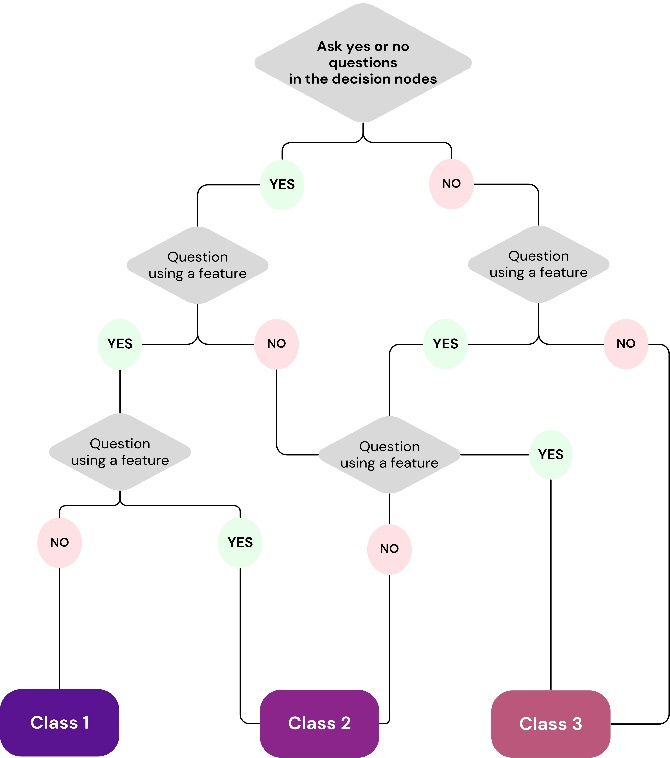 Ask yes or no
questions
in the decision nodes
YES
NO
Question
using a feature
Question
using a feature
YES
NO
YES
NO
Question
using a feature
Question
using a feature
YES
NO
YES
NO
Class 1
Class 2
Class 3